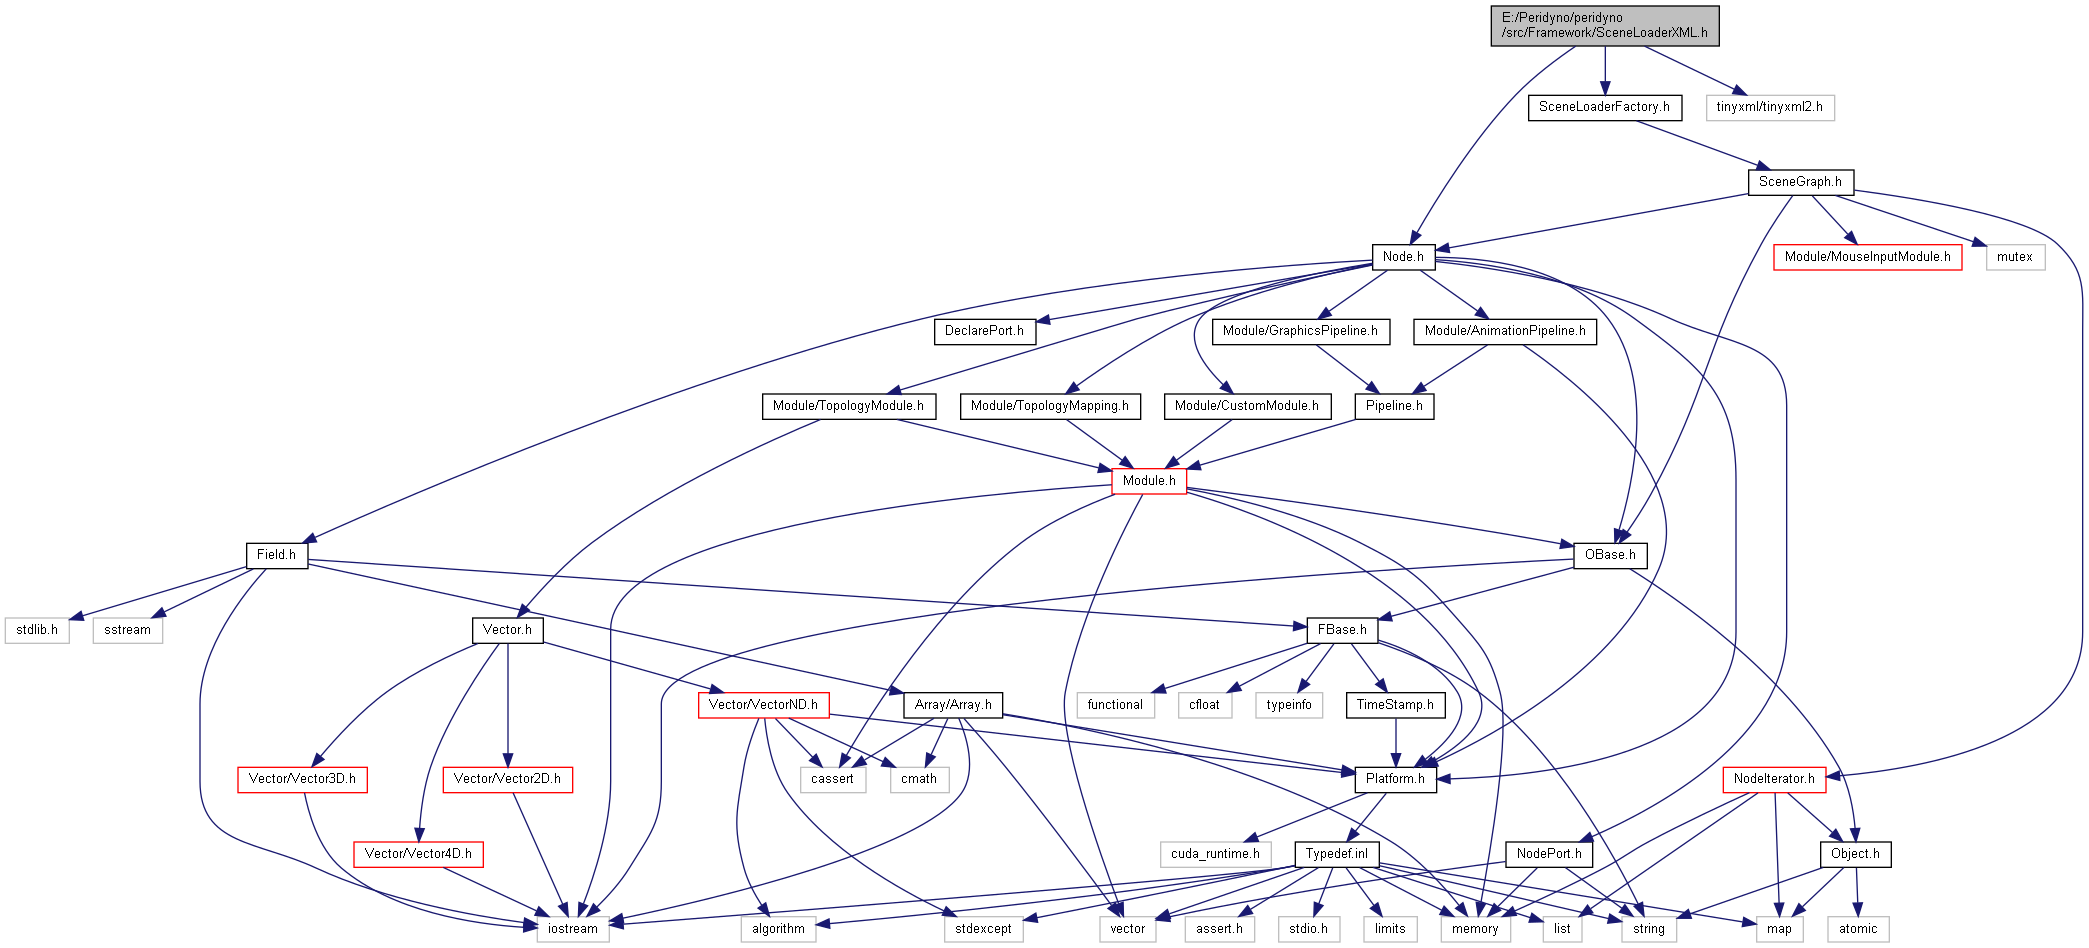 E:/Peridyno/peridyno
/src/Framework/SceneLoaderXML.h
SceneLoaderFactory.h
tinyxml/tinyxml2.h
SceneGraph.h
Node.h
Module/MouseInputModule.h
mutex
DeclarePort.h
Module/GraphicsPipeline.h
Module/AnimationPipeline.h
Module/TopologyModule.h
Module/TopologyMapping.h
Module/CustomModule.h
Pipeline.h
Module.h
Field.h
OBase.h
stdlib.h
sstream
Vector.h
FBase.h
Vector/VectorND.h
Array/Array.h
functional
cfloat
typeinfo
TimeStamp.h
Vector/Vector3D.h
Vector/Vector2D.h
cassert
cmath
Platform.h
NodeIterator.h
Vector/Vector4D.h
cuda_runtime.h
Typedef.inl
NodePort.h
Object.h
iostream
algorithm
stdexcept
vector
assert.h
stdio.h
limits
memory
list
string
map
atomic